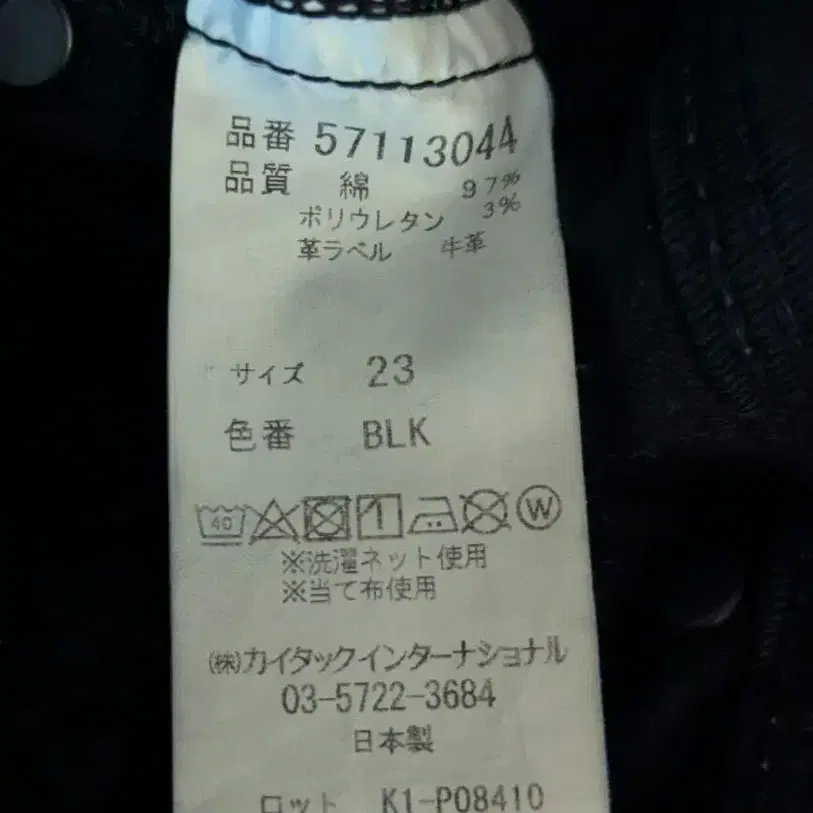 品番 57113044
品質 綿 97%
ポリウレタン 3%
革ラベル 牛革
サイズ 23
色番 BLK
40 W
※洗濯ネット使用
※当て布使用
㈱カイタックインターナショナル
03-5722-3684
日本製
ロット K1-P08410